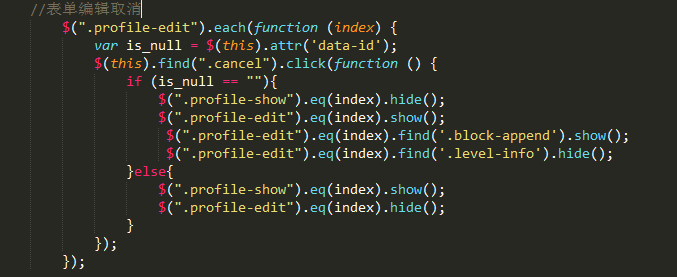 //表单编辑取消
$(".profile-edit").each(function (index) {
var is_null = $(this).attr('data-id');
$(this).find(".cancel").click(function () {
if (is_null == ""){
$(".profile-show").eq(index).hide();
$(".profile-edit").eq(index).show();
$(".profile-edit").eq(index).find('.block-append').show();
$(".profile-edit").eq(index).find('.level-info').hide();
}else{
$(".profile-show").eq(index).show();
$(".profile-edit").eq(index).hide();
}
});
});